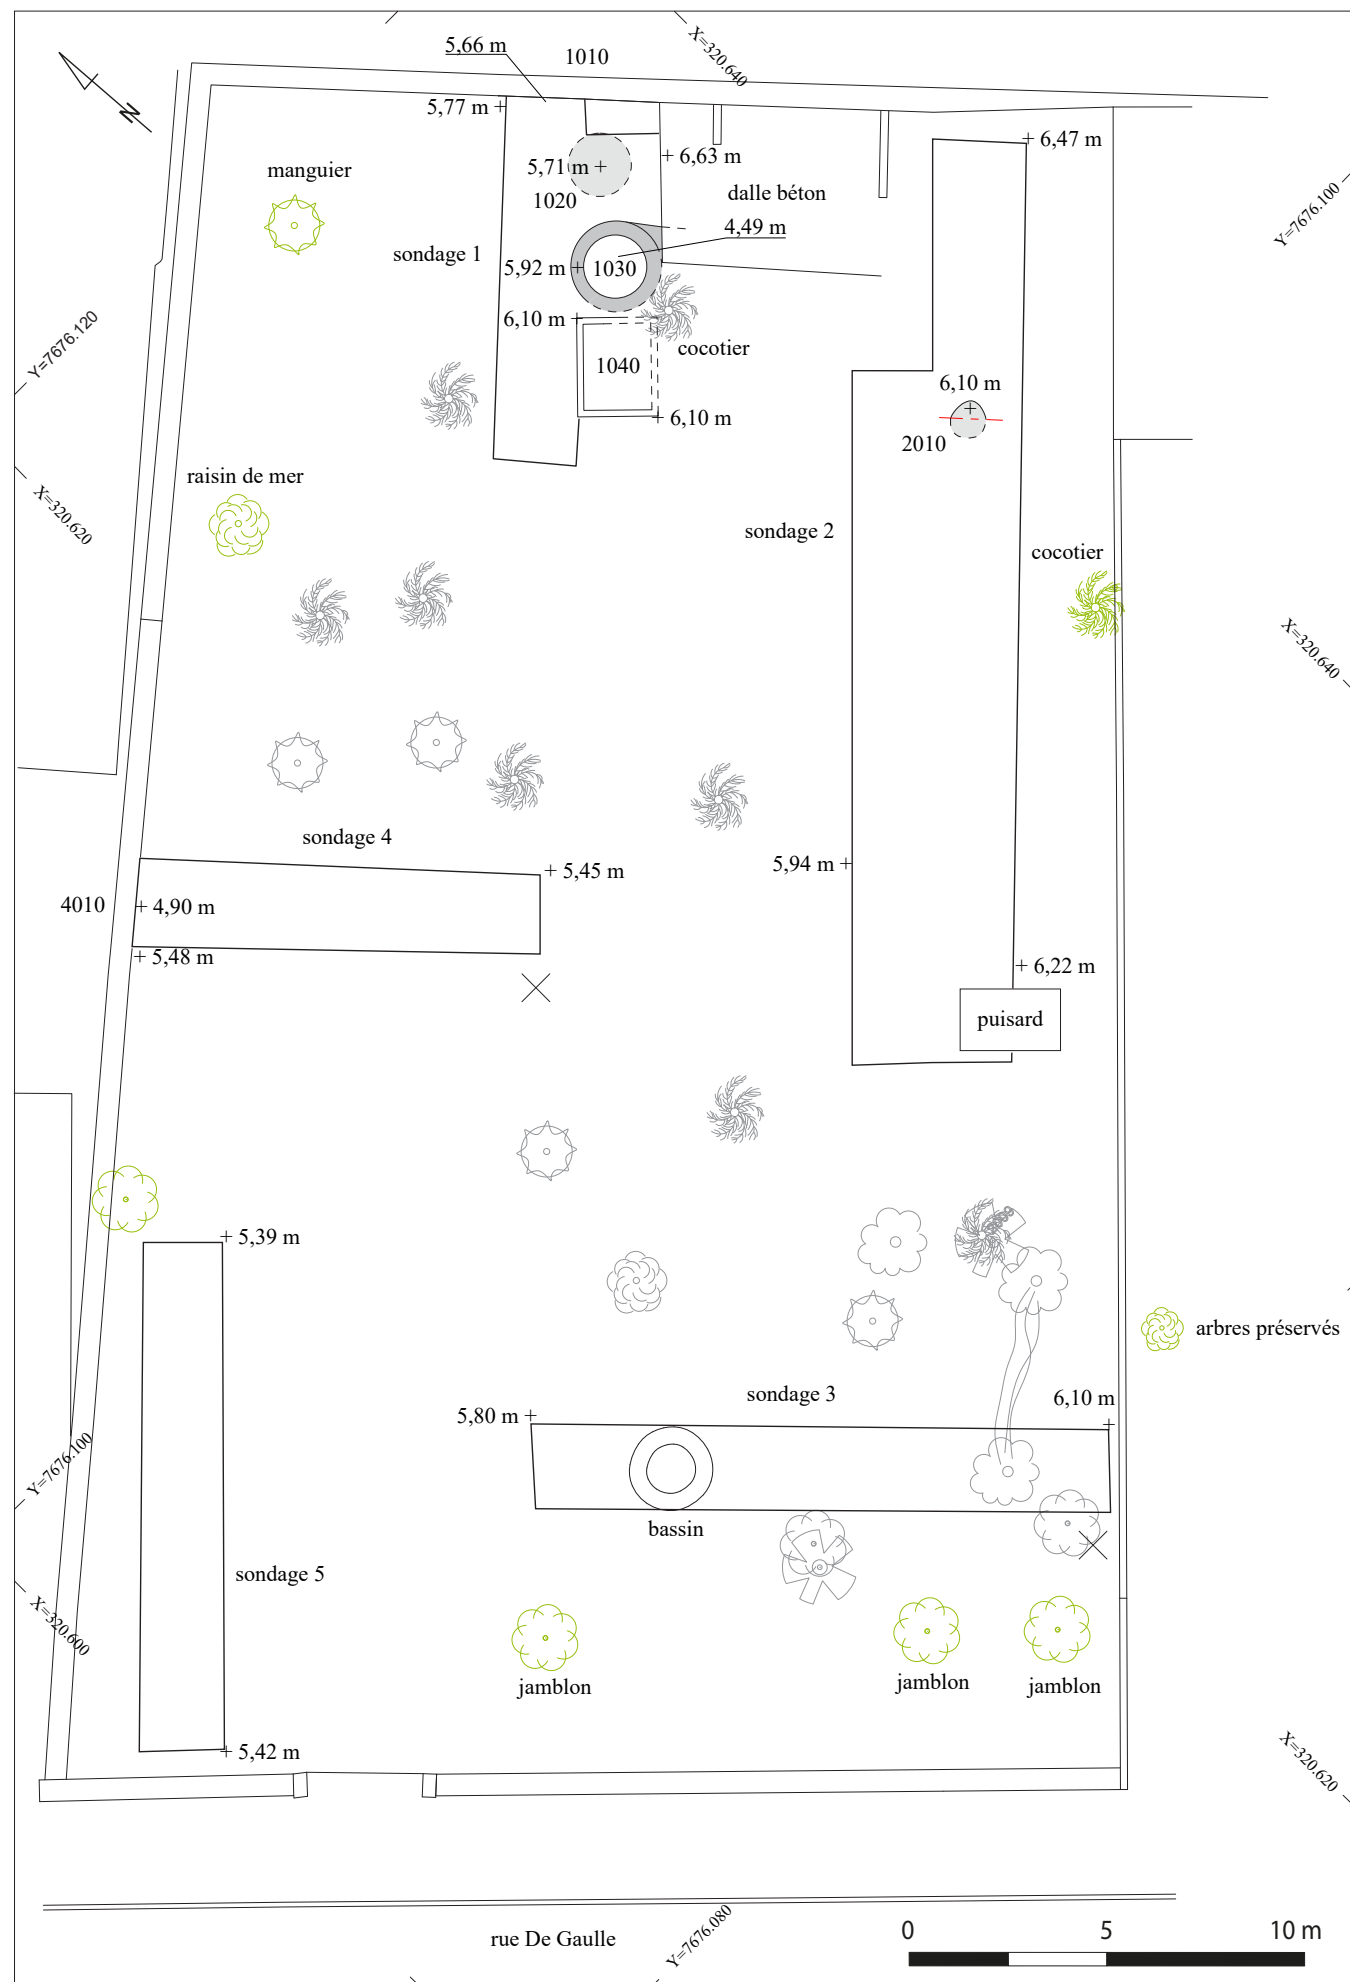 5,66 m
1010
X=320.640
5,77 m
N
6,47 m
5,71 m
6,63 m
manguier
1020
dalle béton
4,49 m
Y=7676.100
sondage 1
5,92 m
1030
6,10 m
cocotier
Y=7676.120
1040
6,10 m
6,10 m
2010
raisin de mer
X=320.620
sondage 2
cocotier
X=320.640
sondage 4
5,45 m
5,94 m
4010
4,90 m
5,48 m
6,22 m
puisard
5,39 m
arbres préservés
sondage 3
6,10 m
5,80 m
Y=7676.100
bassin
sondage 5
X=320.600
jamblon
jamblon
jamblon
5,42 m
X=320.620
rue De Gaulle
Y=7676.080
0 5 10 m